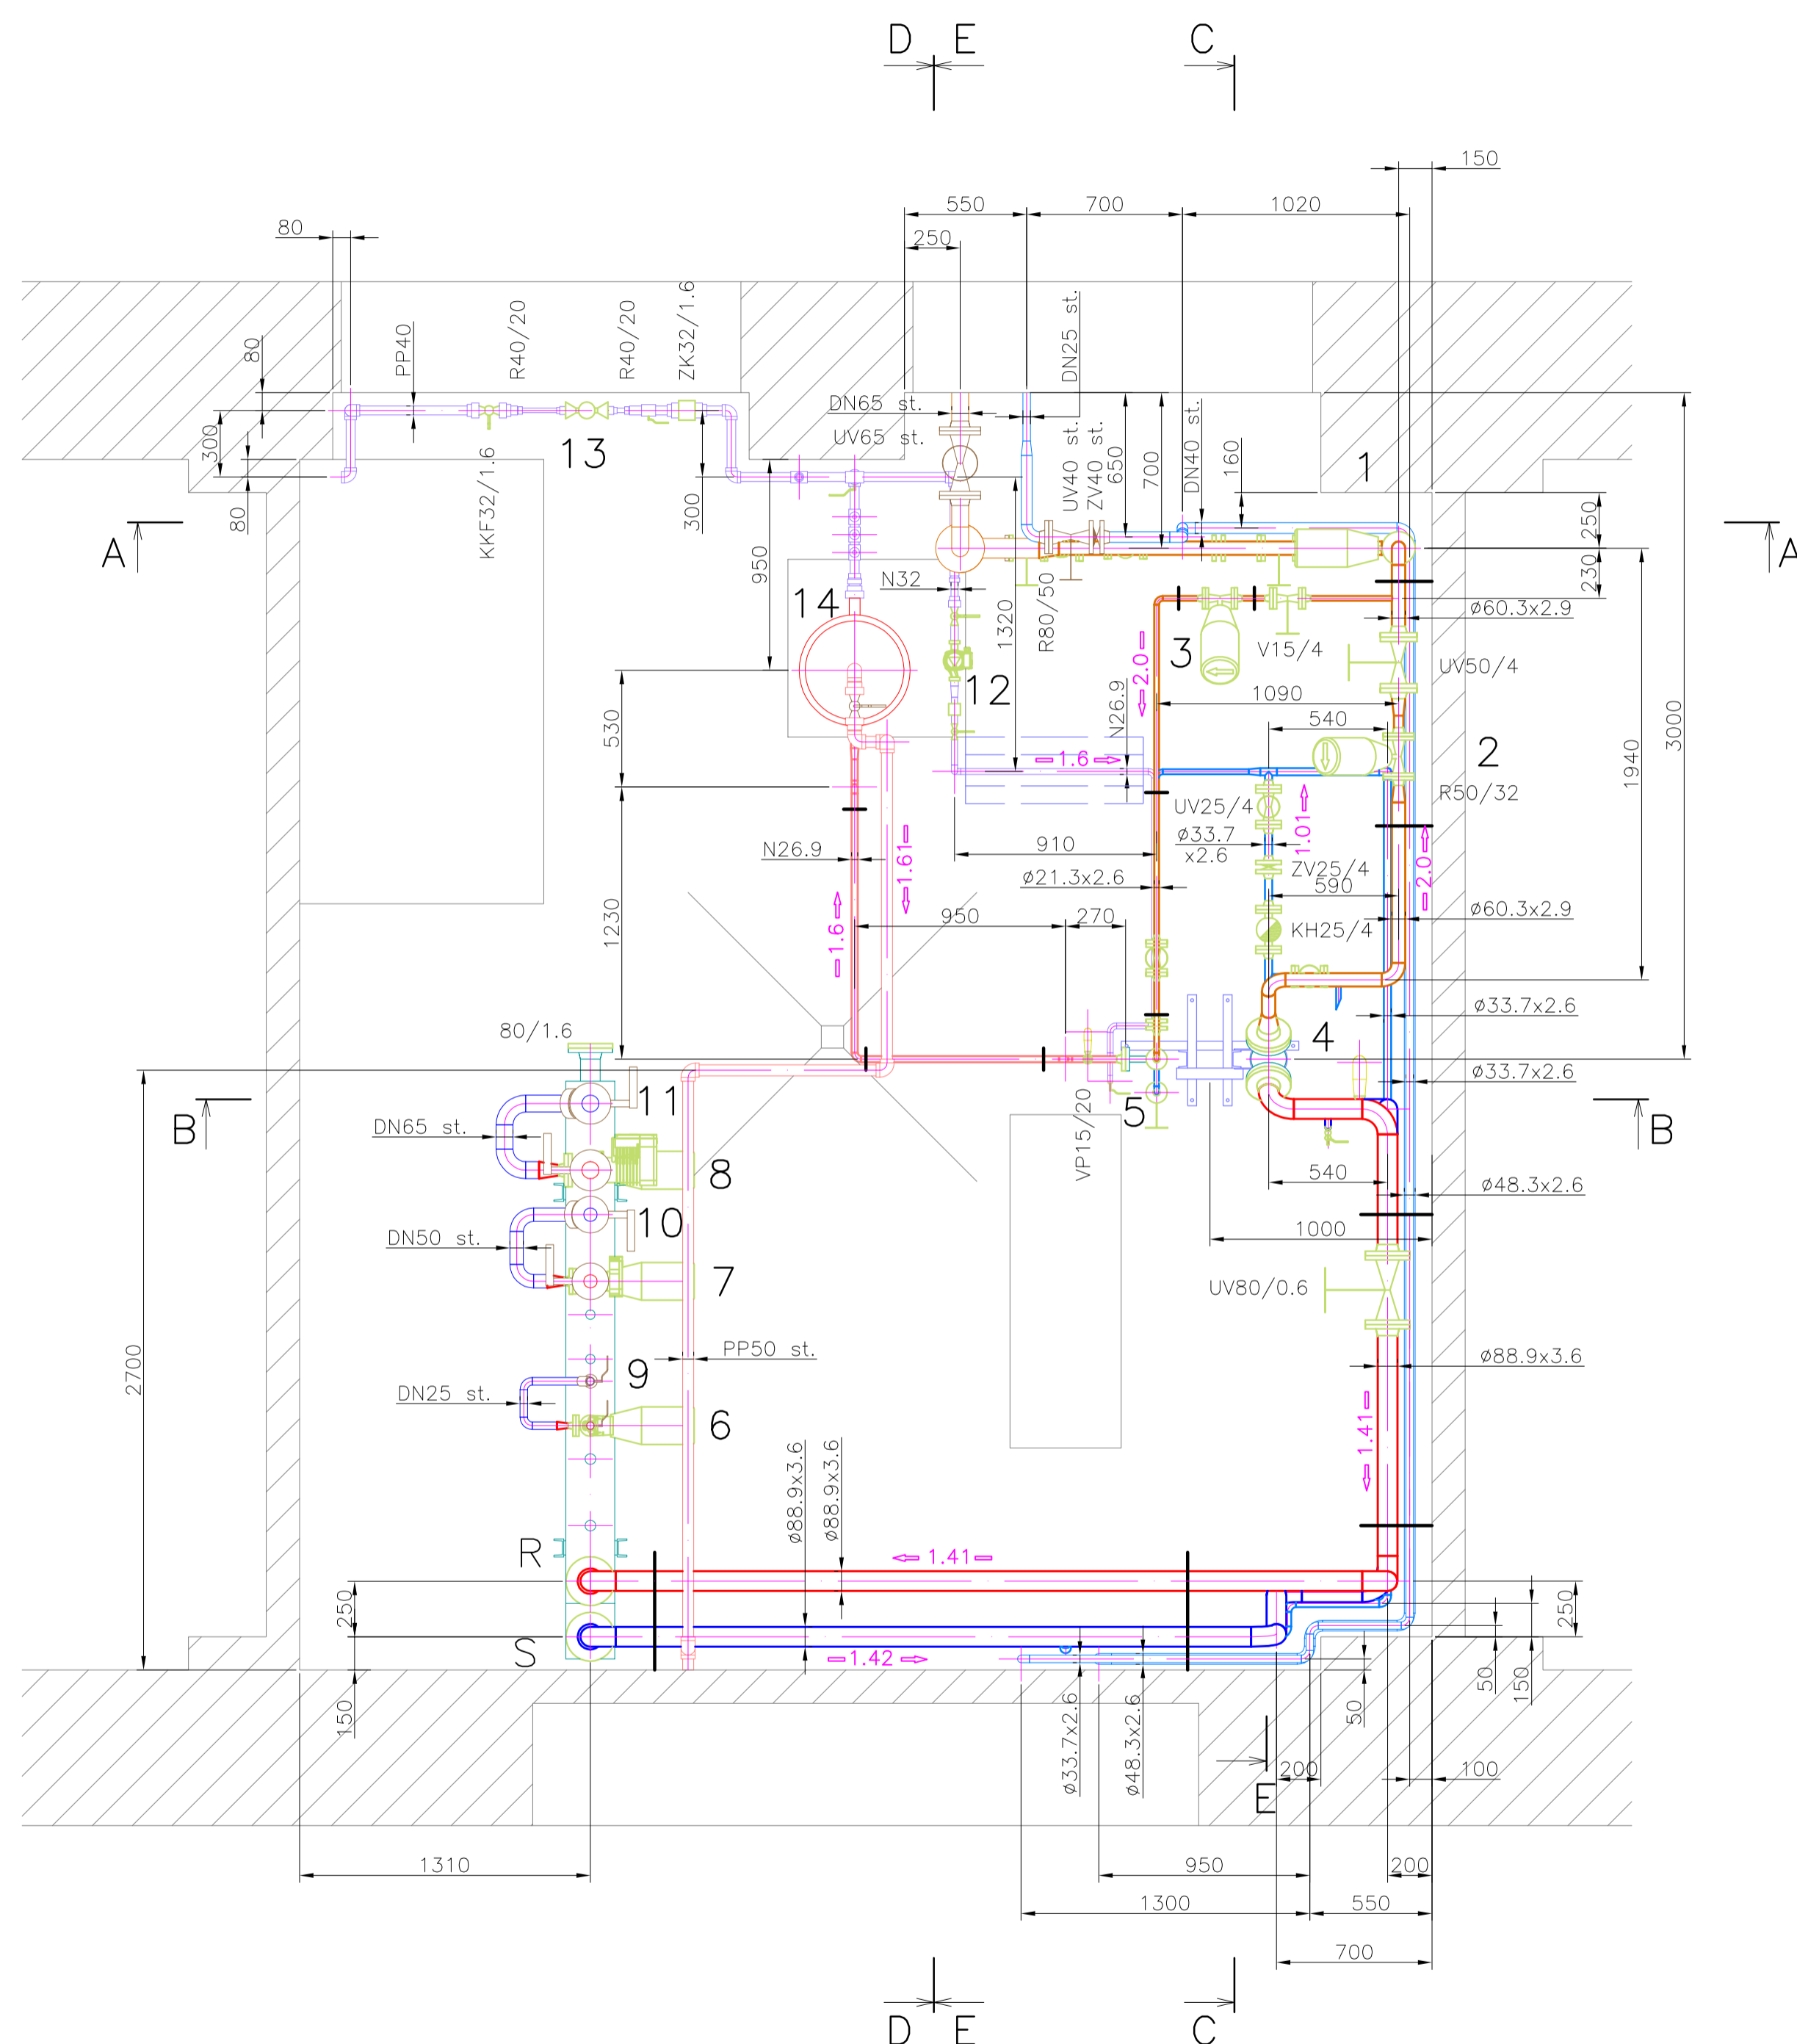 D E C
150
550 700 1020
80 250
80
PP40
R40/20
R40/20
ZK32/1.6
DN25 st.
DN65 st.
UV65 st.
UV40 st.
ZV40 st.
650
700
DN40 st.
160
1
300
13
300
80
KKF32/1.6
250
A A
950
N32
230
14
1320
R80/50
ø60.3x2.9
3
V15/4
UV50/4
2.0
12
1090
N26.9
540
3000
530
1.6
2
1940
R50/32
UV25/4
ø33.7
x2.6
1.01
2.0
N26.9
1.61
910
ZV25/4
ø21.3x2.6
590
ø60.3x2.9
1230
1.6
950 270
KH25/4
ø33.7x2.6
80/1.6
4
ø33.7x2.6
11
5
B B
DN65 st.
VP15/20
8
540
ø48.3x2.6
10
1000
DN50 st.
7
UV80/0.6
2700
PP50 st.
ø88.9x3.6
9
DN25 st.
6
1.41
ø88.9x3.6
ø88.9x3.6
R
1.41
250
250
S
1.42
150
ø33.7x2.6
ø48.3x2.6
50
50
150
200
100
E
1310
950
200
1300
550
700
D E C